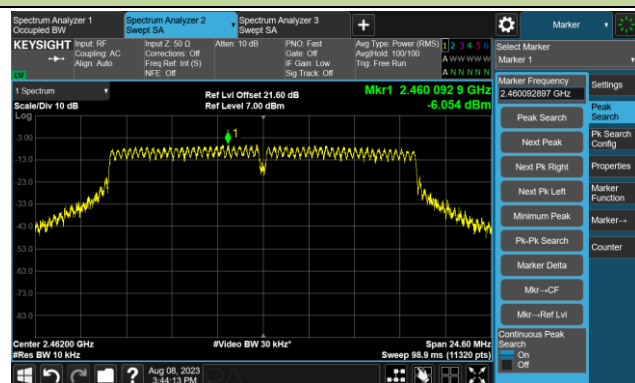 Spectrum Analyzer 1
Occupied BW
Spectrum Analyzer 2
Swept SA
Spectrum Analyzer 3
Swept SA
+
Marker
KEYSIGHT
Input: RF
Coupling: AC
Align: Auto
Input Z: 50 Ω
Corrections: Off
Freq Ref: Int (S)
NFE: Off
Atten: 10 dB
PNO: Fast
Gate: Off
IF Gain: Low
Sig Track: Off
Avg Type: Power (RMS)
Avg|Hold: 100/100
Trig: Free Run
1 2 3 4 5 6
A W W W W W
A N N N N N
Select Marker
Marker 1
LXI
1 Spectrum
Scale/Div 10 dB
Log
Ref Lvl Offset 21.60 dB
Ref Level 7.00 dBm
Mkr1 2.460 092 9 GHz
-6.054 dBm
1
-3.00
-13.0
-23.0
-33.0
-43.0
-53.0
-63.0
-73.0
-83.0
Center 2.46200 GHz
#Res BW 10 kHz
#Video BW 30 kHz*
Span 24.60 MHz
Sweep 98.9 ms (11320 pts)
Marker Frequency
2.460092897 GHz
Peak Search
Next Peak
Next Pk Right
Next Pk Left
Minimum Peak
Pk-Pk Search
Marker Delta
Mkr→CF
Mkr→Ref Lvl
Continuous Peak
Search
On
Off
Settings
Peak
Search
Pk Search
Config
Properties
Marker
Function
Marker→
Counter
?
Aug 08, 2023
3:44:13 PM